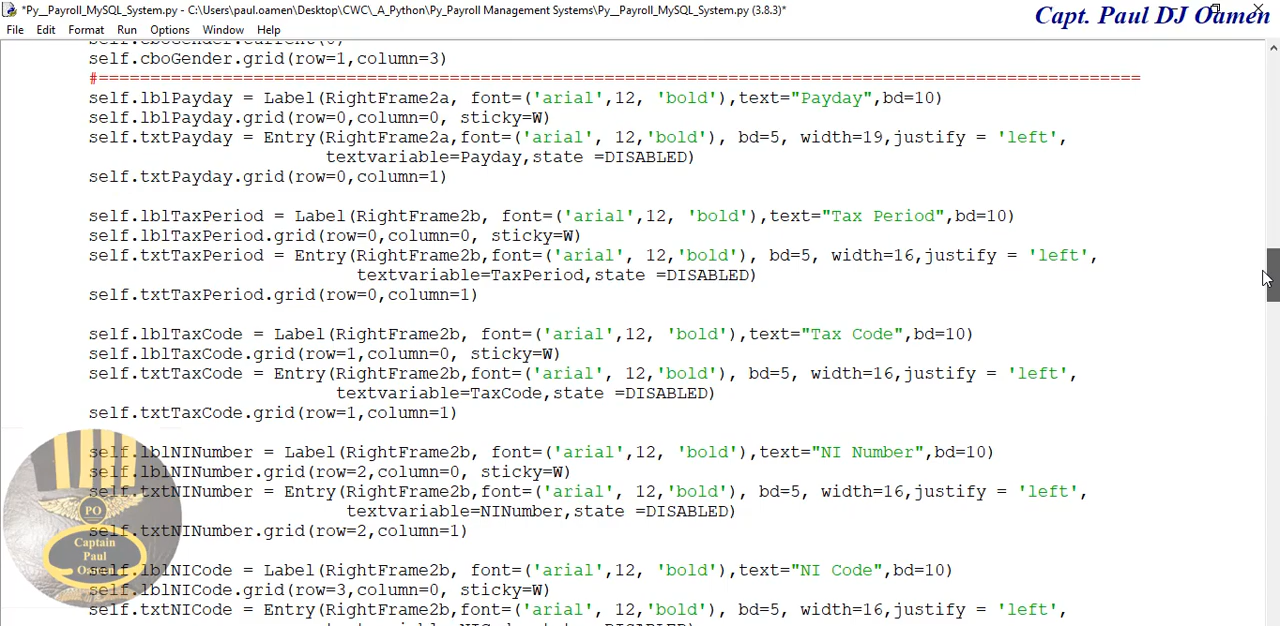 *Py__Payroll_MySQL_System.py - C:\Users\paul.oamen\Desktop\CWC\_A_Python\Py_Payroll Management Systems\Py__Payroll_MySQL_System.py (3.8.3)*
Capt. Paul DJ Oamen
File Edit Format Run Options Window Help
self.cboGender.current(0)
self.cboGender.grid(row=1,column=3)
#=====================================================================================================
self.lblPayday = Label(RightFrame2a, font=('arial',12, 'bold'),text="Payday",bd=10)
self.lblPayday.grid(row=0,column=0, sticky=W)
self.txtPayday = Entry(RightFrame2a,font=('arial', 12,'bold'), bd=5, width=19,justify = 'left',
textvariable=Payday,state =DISABLED)
self.txtPayday.grid(row=0,column=1)
self.lblTaxPeriod = Label(RightFrame2b, font=('arial',12, 'bold'),text="Tax Period",bd=10)
self.lblTaxPeriod.grid(row=0,column=0, sticky=W)
self.txtTaxPeriod = Entry(RightFrame2b,font=('arial', 12,'bold'), bd=5, width=16,justify = 'left',
textvariable=TaxPeriod,state =DISABLED)
self.txtTaxPeriod.grid(row=0,column=1)
self.lblTaxCode = Label(RightFrame2b, font=('arial',12, 'bold'),text="Tax Code",bd=10)
self.lblTaxCode.grid(row=1,column=0, sticky=W)
self.txtTaxCode = Entry(RightFrame2b,font=('arial', 12,'bold'), bd=5, width=16,justify = 'left',
textvariable=TaxCode,state =DISABLED)
self.txtTaxCode.grid(row=1,column=1)
self.lblNINumber = Label(RightFrame2b, font=('arial',12, 'bold'),text="NI Number",bd=10)
self.lblNINumber.grid(row=2,column=0, sticky=W)
self.txtNINumber = Entry(RightFrame2b,font=('arial', 12,'bold'), bd=5, width=16,justify = 'left',
textvariable=NINumber,state =DISABLED)
self.txtNINumber.grid(row=2,column=1)
self.lblNICode = Label(RightFrame2b, font=('arial',12, 'bold'),text="NI Code",bd=10)
self.lblNICode.grid(row=3,column=0, sticky=W)
self.txtNICode = Entry(RightFrame2b,font=('arial', 12,'bold'), bd=5, width=16,justify = 'left',
PO
Captain
Paul
Oamen